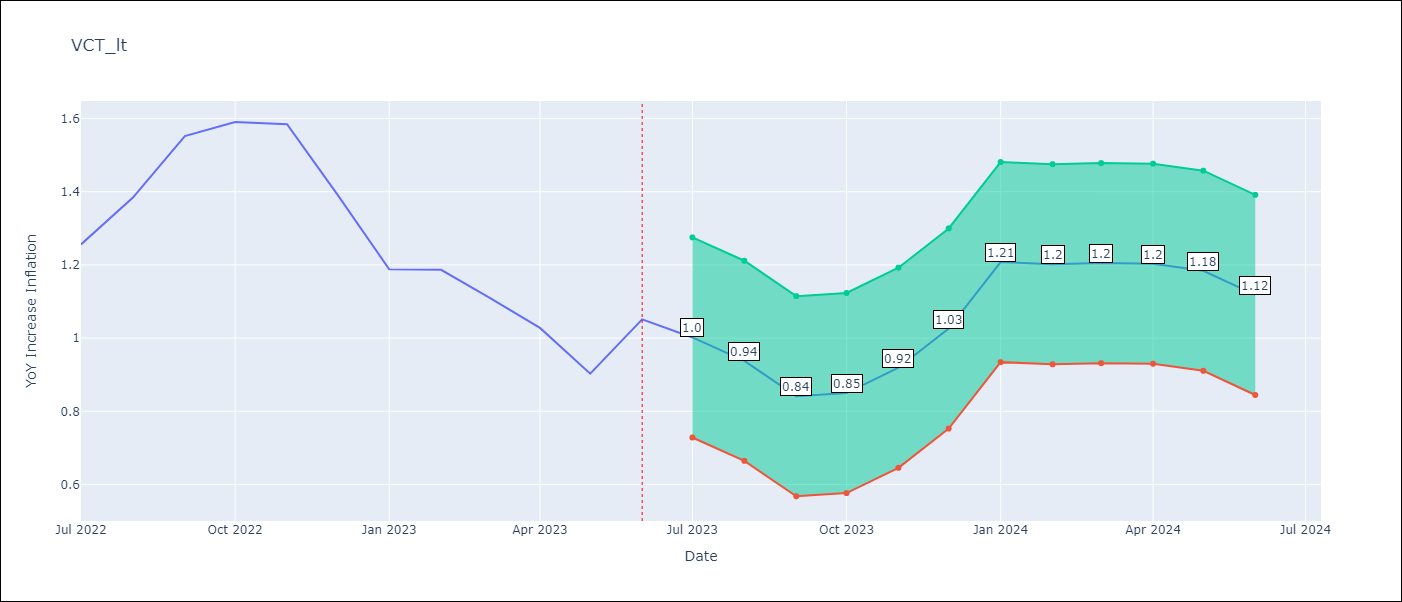 VCT_lt
YoY Increase Inflation
1.6
1.4
1.2
1
0.8
0.6
1.0
0.94
0.84
0.85
0.92
1.03
1.21
1.2
1.2
1.2
1.18
1.12
Jul 2022
Oct 2022
Jan 2023
Apr 2023
Jul 2023
Oct 2023
Jan 2024
Apr 2024
Jul 2024
Date